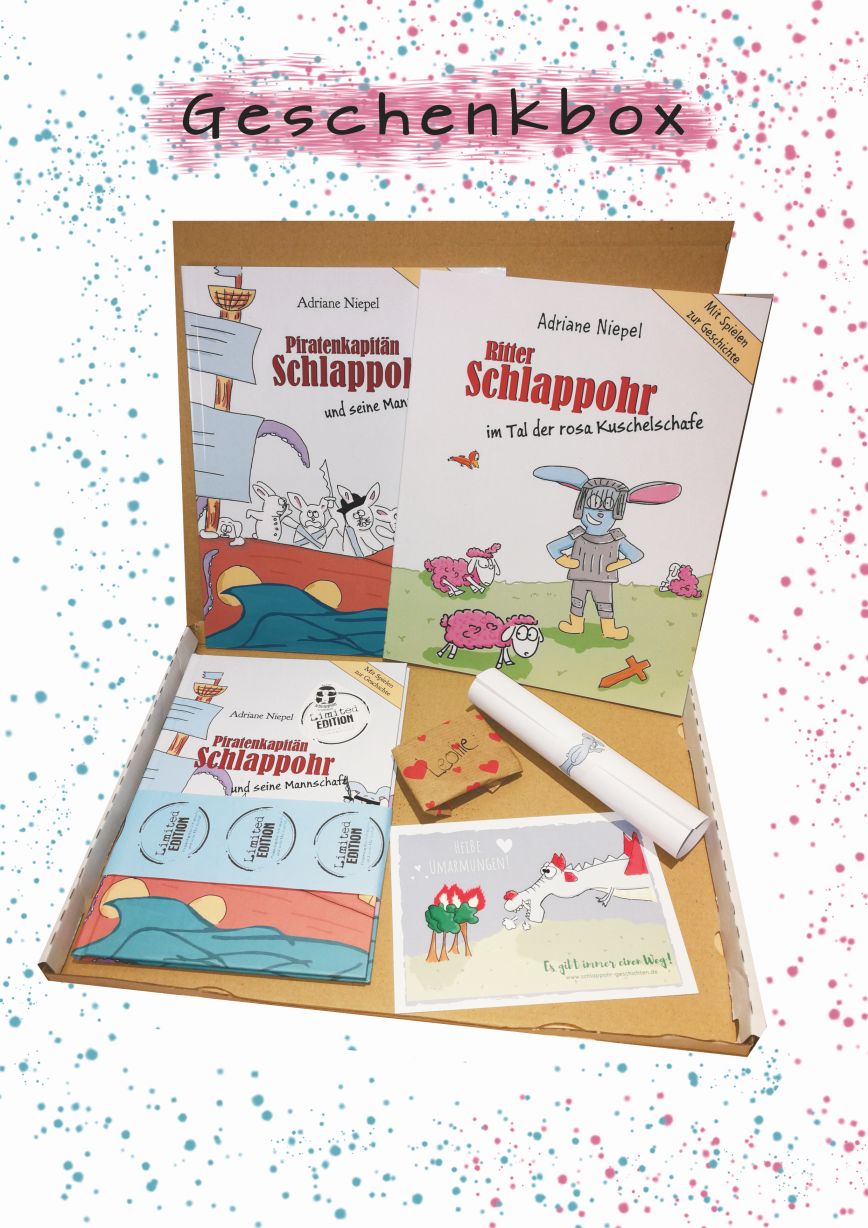 Geschenkbox
Adriane Niepel
Piratenkapitän
Schlappoh
und seine Man
Mit Spielen
zur Geschichte
Adriane Niepel
Ritter
Schlappohr
im Tal der rosa Kuschelschafe
Mit Spielen
zur Geschichte
Adriane Niepel
Limited
EDITION
Piratenkapitän
Schlappohr
und seine Mannschaft
Limited
EDITION
Limited
EDITION
Limited
EDITION
Leonie
HEIßE
UMARMUNGEN!
Es gibt immer einen Weg!
www.schlappohr-geschichten.de